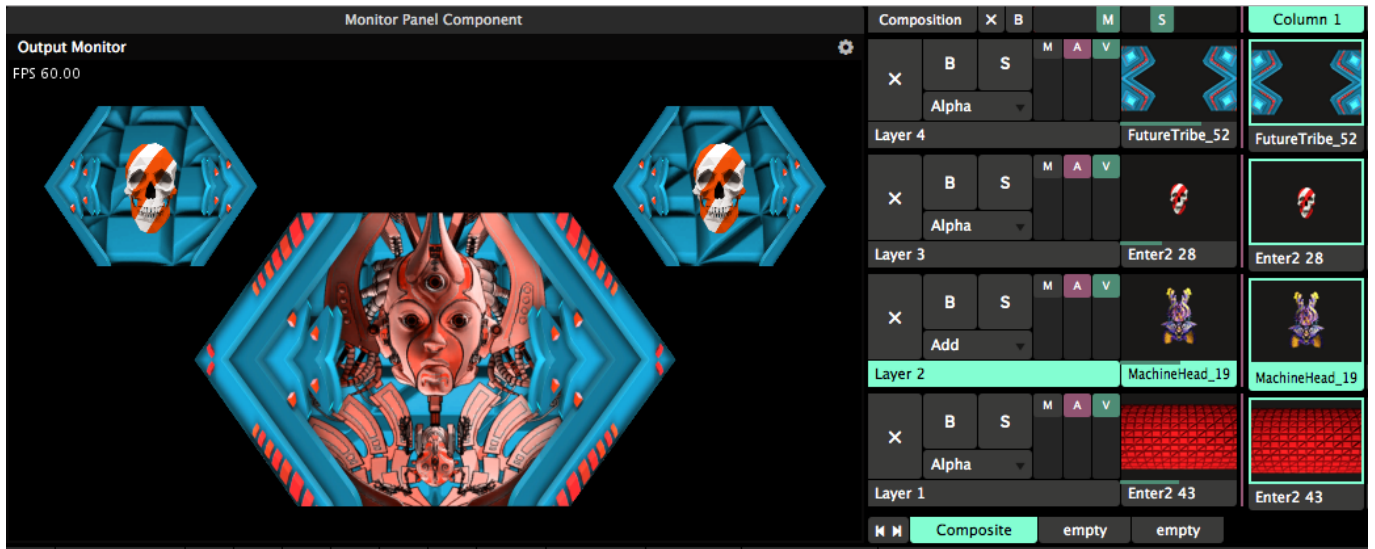 Monitor Panel Component
Output Monitor
FPS 60.00
Composition × B M S Column 1
B S M A V
Alpha
Layer 4 FutureTribe_52 FutureTribe_52
B S M A V
Alpha
Layer 3 Enter2 28 Enter2 28
B S M A V
Add
Layer 2 MachineHead_19 MachineHead_19
B S M A V
Alpha
Layer 1 Enter2 43 Enter2 43
Composite empty empty